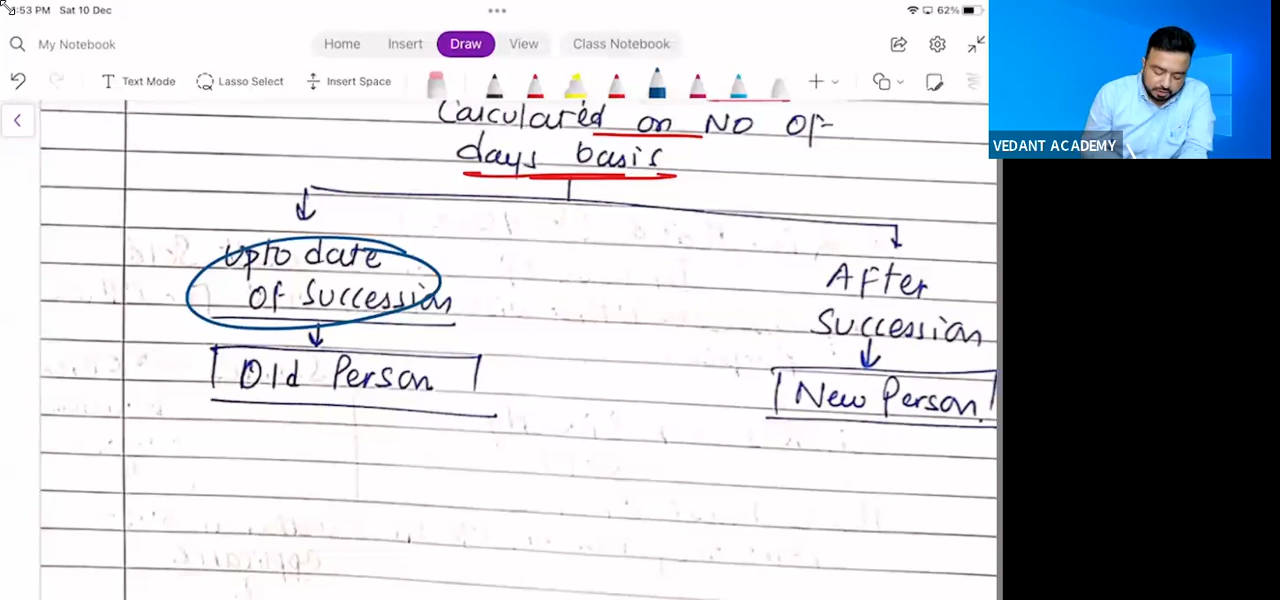 :53 PM Sat 10 Dec
62%
My Notebook
Home Insert Draw View Class Notebook
Text Mode Lasso Select Insert Space
Calculated on No of
days basis
Upto date
of Succession
After
Succession
Old Person
New Person
VEDANT ACADEMY